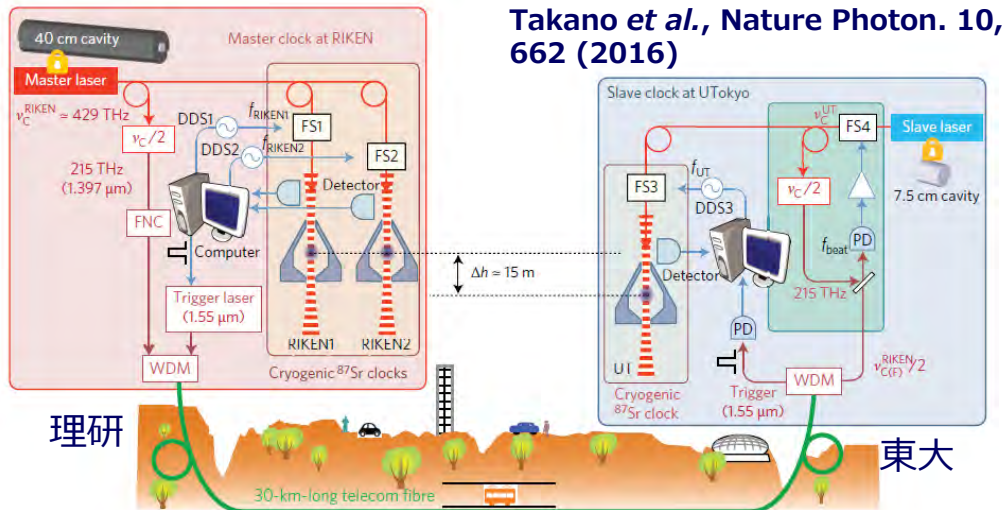 Takano et al., Nature Photon. 10,
662 (2016)
40 cm cavity
Master clock at RIKEN
Master laser
ν_C^RIKEN ≃ 429 THz
ν_C/2
215 THz
(1.397 μm)
FNC
DDS1
f_RIKEN1
FS1
DDS2
f_RIKEN2
FS2
Detector
Computer
Trigger laser
(1.55 μm)
WDM
RIKEN1
RIKEN2
Cryogenic ⁸⁷Sr clocks
Δh ≃ 15 m
Slave clock at UTokyo
ν_C^UT
FS4
Slave laser
7.5 cm cavity
f_UT
FS3
DDS3
ν_C/2
f_beat
PD
Detector
215 THz
PD
UT
Cryogenic
⁸⁷Sr clock
Trigger
(1.55 μm)
WDM
ν_C(F)^RIKEN/2
理研
東大
30-km-long telecom fibre